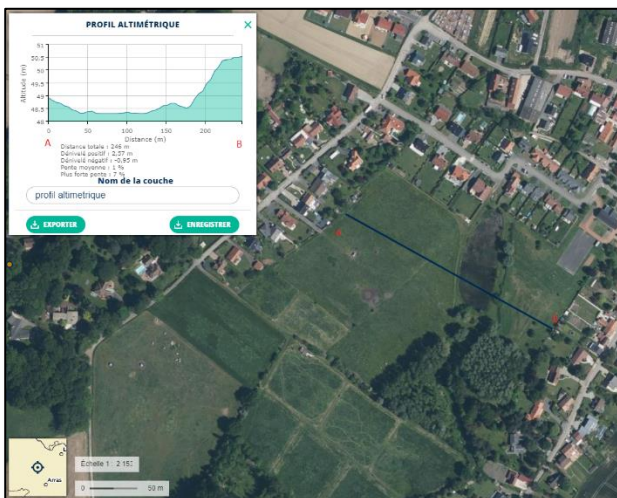 PROFIL ALTIMÉTRIQUE
×
51
50.5
50
49.5
49
48.5
48
Altitude (m)
0 50 100 150 200
Distance (m)
A B
Distance totale : 246 m
Dénivelé positif : 2,57 m
Dénivelé négatif : -0,95 m
Pente moyenne : 1 %
Plus forte pente : 7 %
Nom de la couche
profil altimetrique
EXPORTER
ENREGISTRER
A
B
Arras
Échelle 1 : 2 15
0 50 m